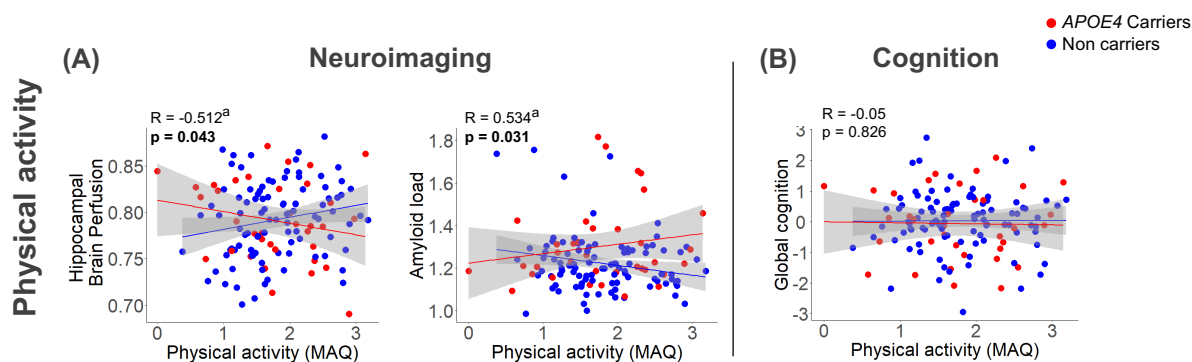 APOE4 Carriers
Non carriers
(A)
Neuroimaging
(B)
Cognition
Physical activity
R = -0.512ᵃ
p = 0.043
Hippocampal
Brain Perfusion
0.85
0.80
0.75
0.70
0
1
2
3
Physical activity (MAQ)
R = 0.534ᵃ
p = 0.031
Amyloid load
1.8
1.6
1.4
1.2
1.0
0
1
2
3
Physical activity (MAQ)
R = -0.05
p = 0.826
Global cognition
3
2
1
0
-1
-2
-3
0
1
2
3
Physical activity (MAQ)